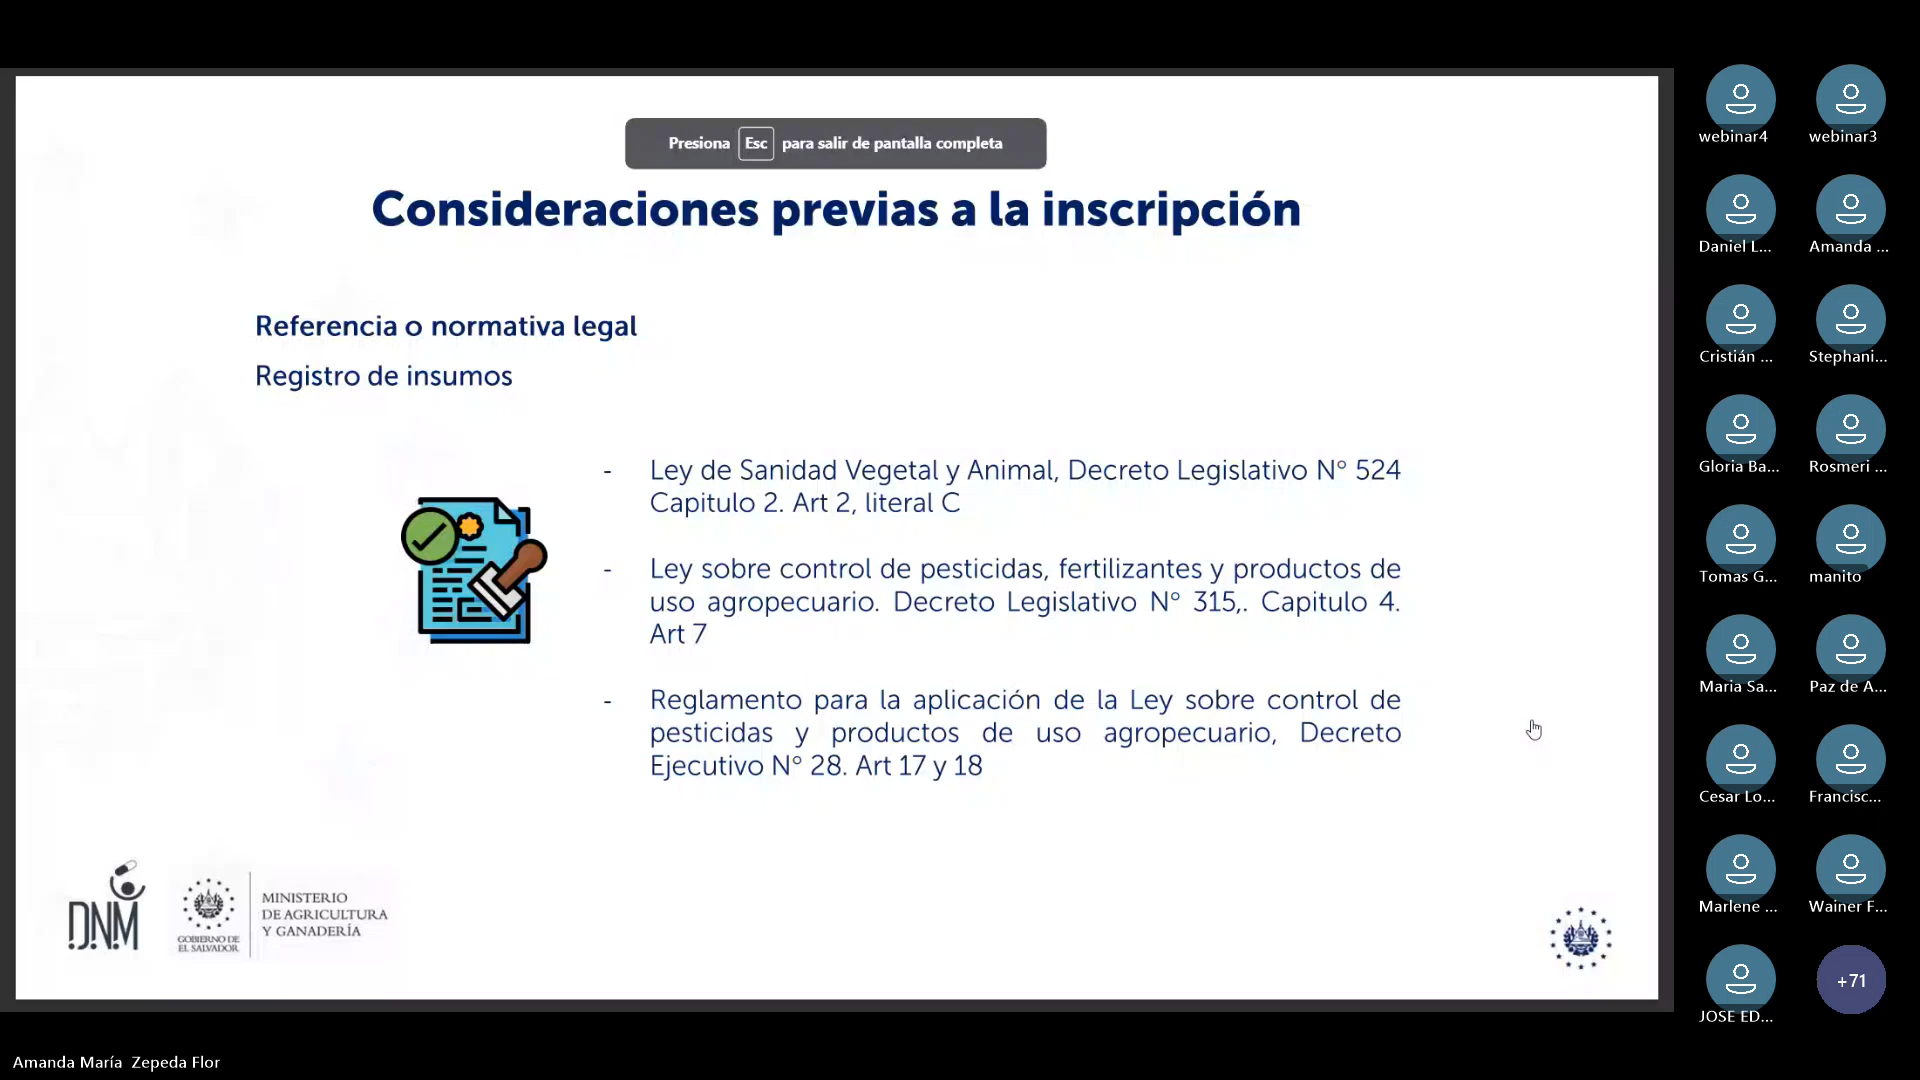 Presiona Esc para salir de pantalla completa
Consideraciones previas a la inscripción
Referencia o normativa legal
Registro de insumos
- Ley de Sanidad Vegetal y Animal, Decreto Legislativo N° 524
Capitulo 2. Art 2, literal C
- Ley sobre control de pesticidas, fertilizantes y productos de
uso agropecuario. Decreto Legislativo N° 315,. Capitulo 4.
Art 7
- Reglamento para la aplicación de la Ley sobre control de
pesticidas y productos de uso agropecuario, Decreto
Ejecutivo N° 28. Art 17 y 18
DNM
GOBIERNO DE
EL SALVADOR
MINISTERIO
DE AGRICULTURA
Y GANADERÍA
webinar4
webinar3
Daniel L...
Amanda ...
Cristián ...
Stephani...
Gloria Ba...
Rosmeri ...
Tomas G...
manito
Maria Sa...
Paz de A...
Cesar Lo...
Francisc...
Marlene ...
Wainer F...
JOSE ED...
+71
Amanda María Zepeda Flor